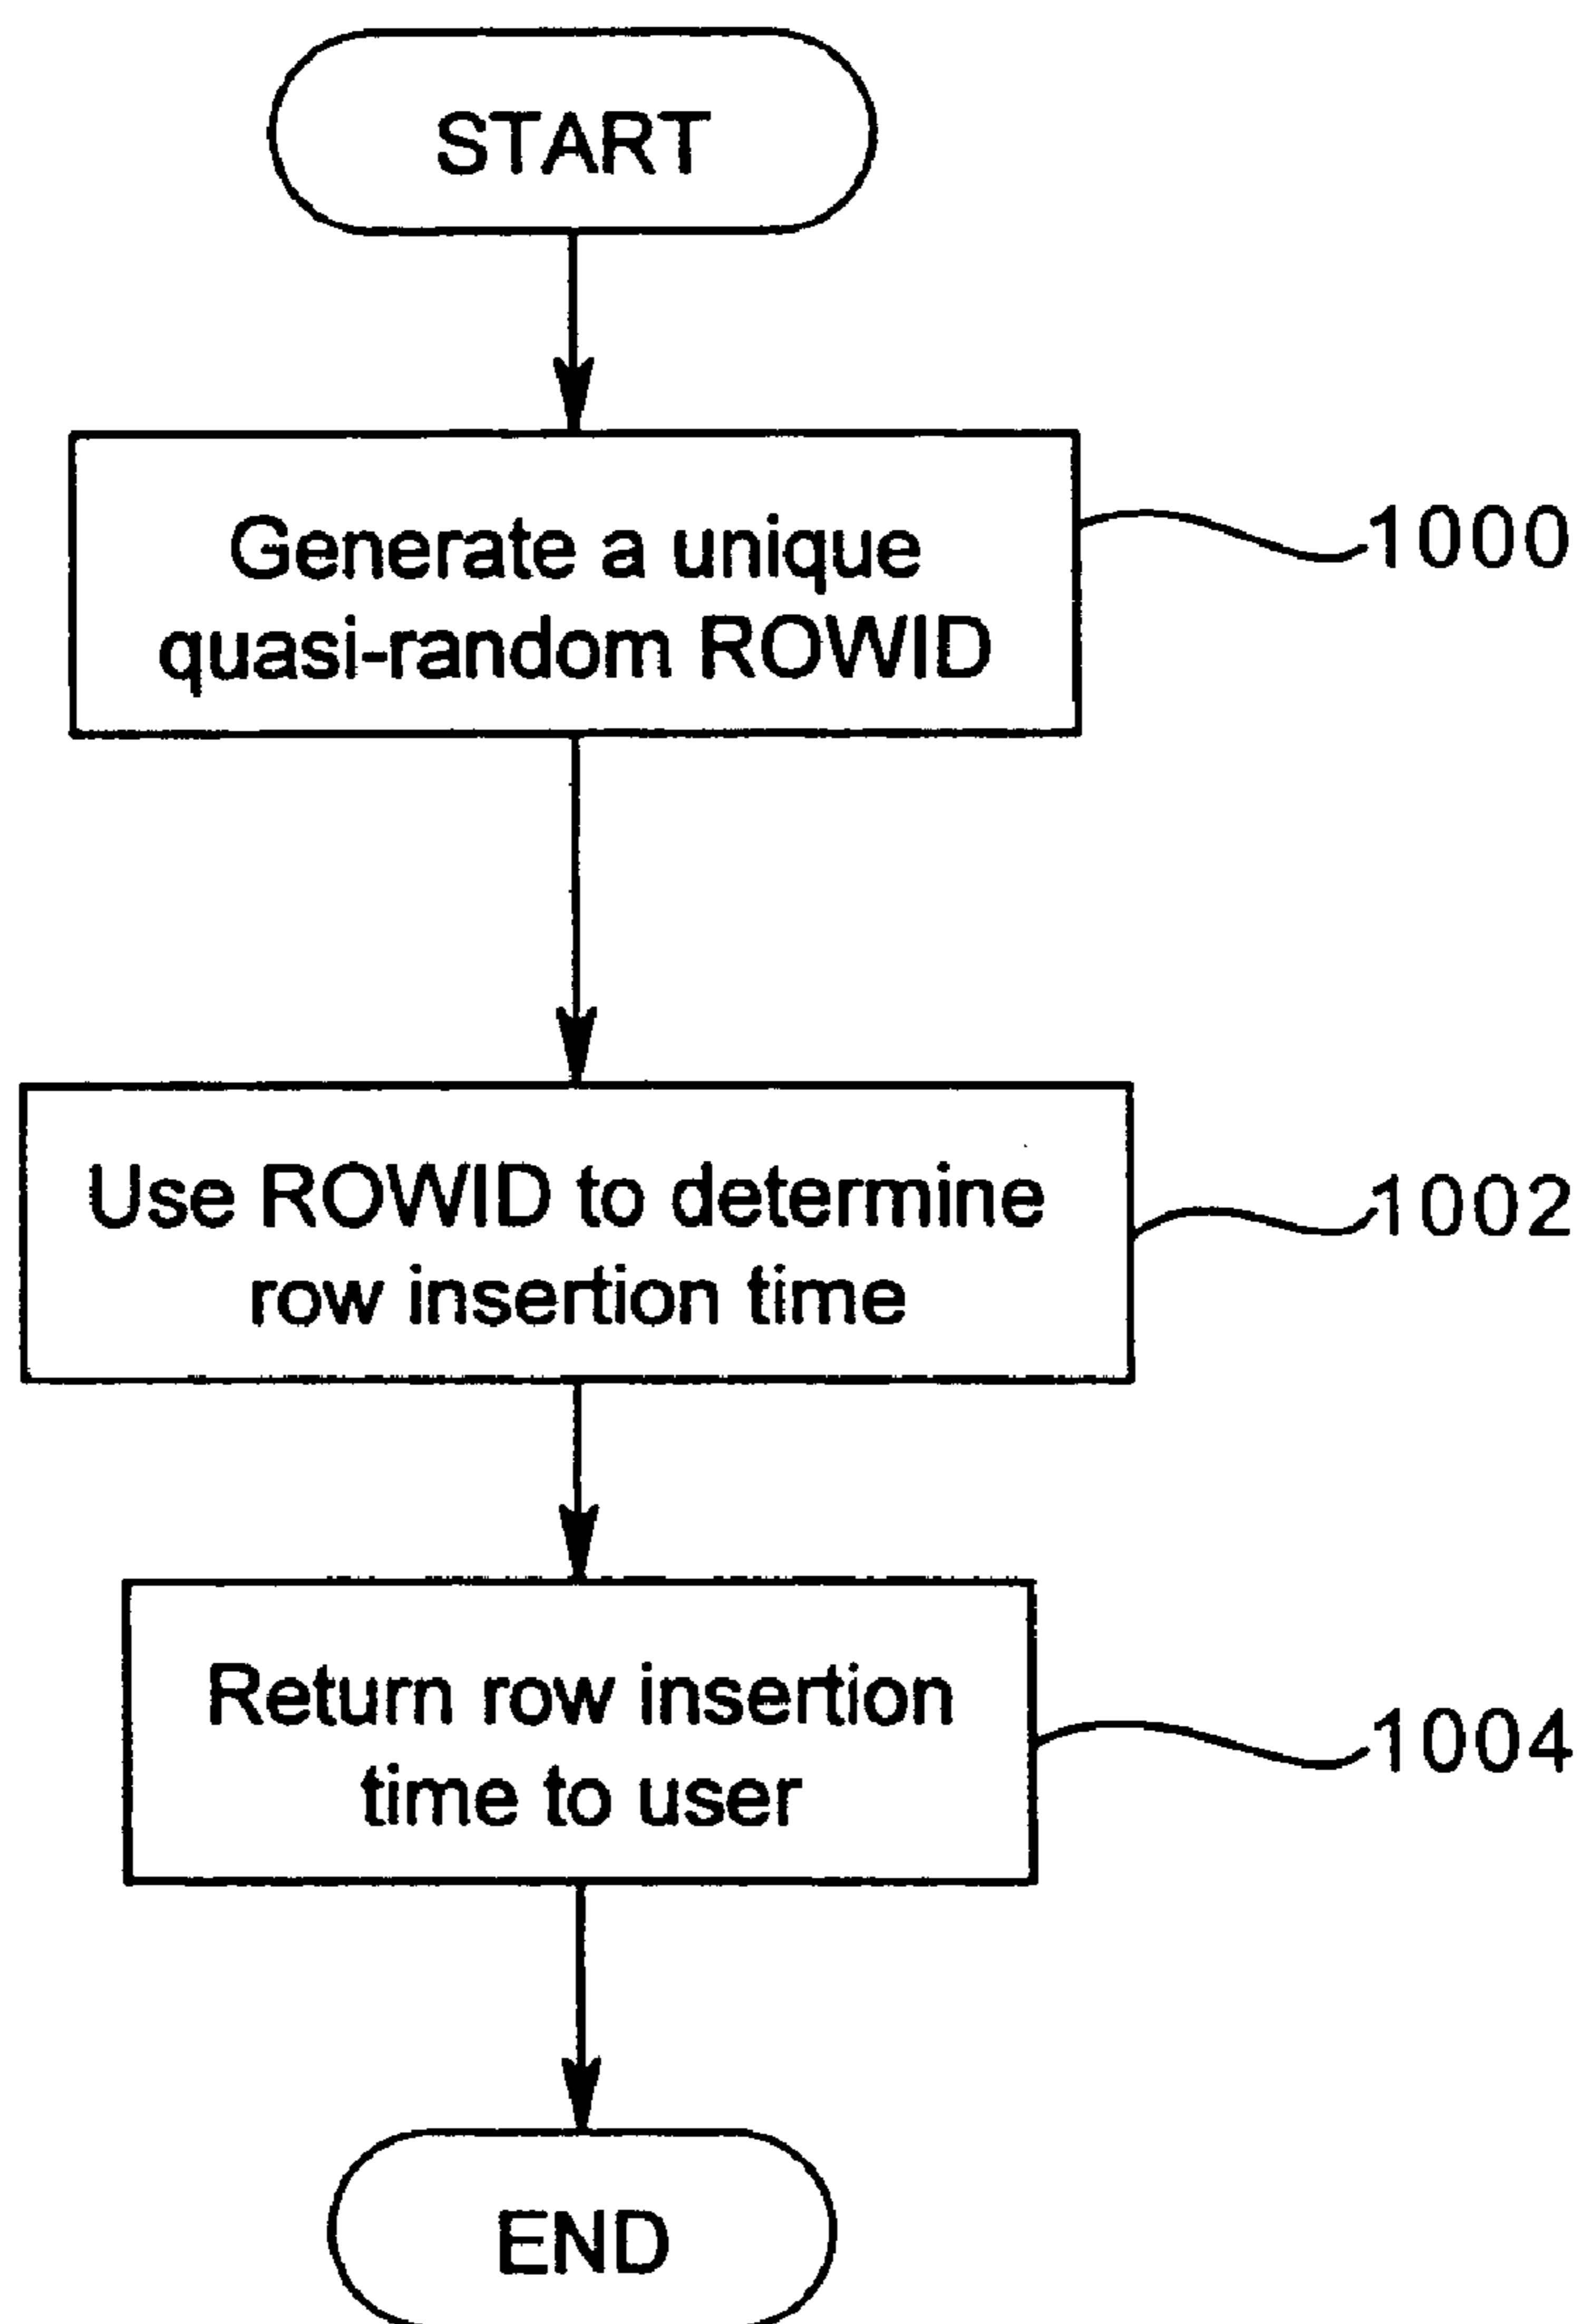 START
Generate a unique
quasi-random ROWID
1000
Use ROWID to determine
row insertion time
1002
Return row insertion
time to user
1004
END